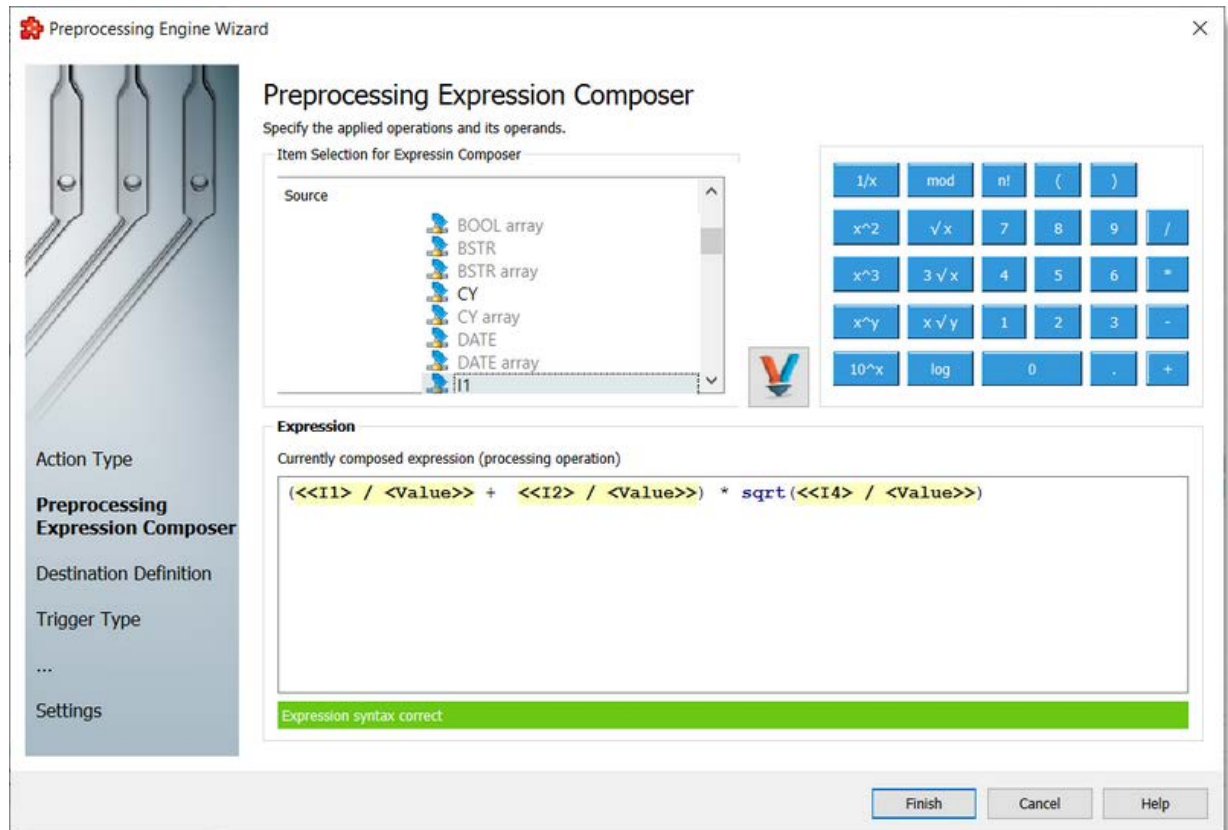 Preprocessing Engine Wizard
Preprocessing Expression Composer
Specify the applied operations and its operands.
Item Selection for Expressin Composer
Source
BOOL array
BSTR
BSTR array
CY
CY array
DATE
DATE array
I1
1/x mod n! ( )
x^2 √x 7 8 9 /
x^3 3√x 4 5 6 *
x^y x√y 1 2 3 -
10^x log 0 . +
Action Type
Preprocessing
Expression Composer
Destination Definition
Trigger Type
...
Settings
Expression
Currently composed expression (processing operation)
(<<I1> / <Value>> + <<I2> / <Value>>) * sqrt(<<I4> / <Value>>)
Expression syntax correct
Finish Cancel Help